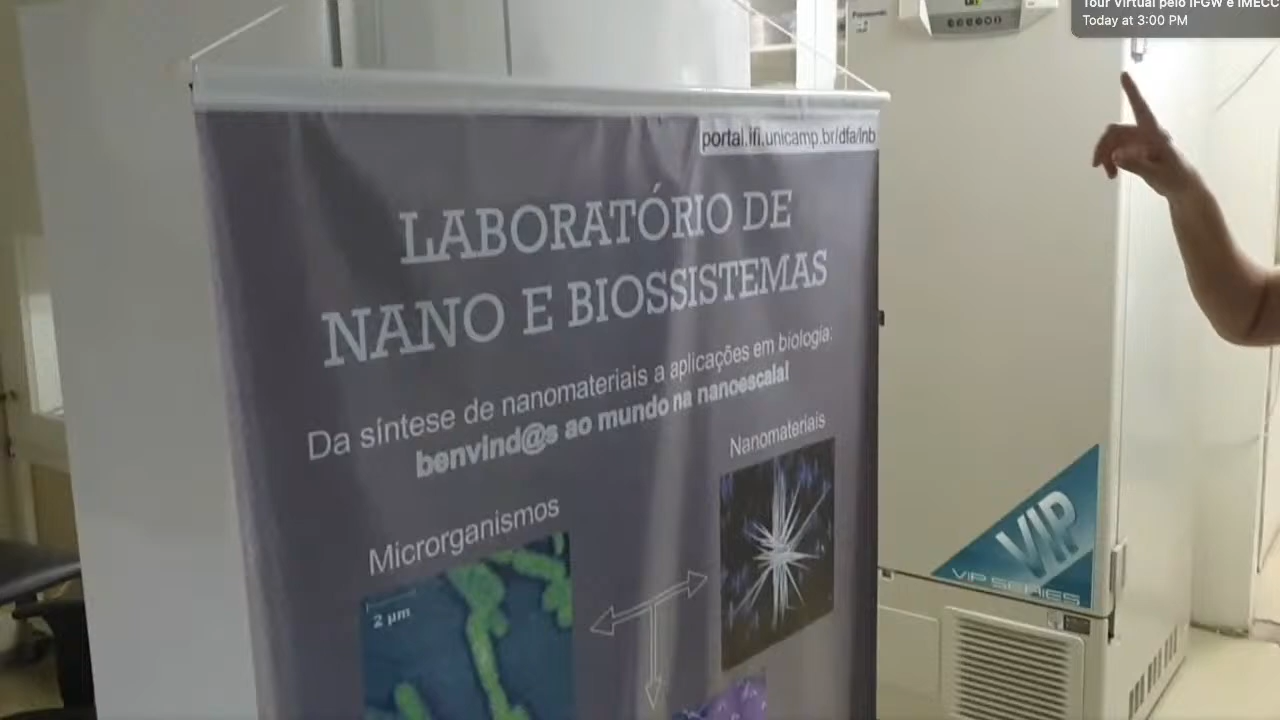 Tour Virtual pelo IFGW e IMECC
Today at 3:00 PM
Panasonic
portal.ifi.unicamp.br/dfa/lnb
LABORATÓRIO DE
NANO E BIOSSISTEMAS
Da síntese de nanomateriais a aplicações em biologia:
benvind@s ao mundo na nanoescala!
Nanomateriais
Microrganismos
2 µm
VIP
VIP SERIES